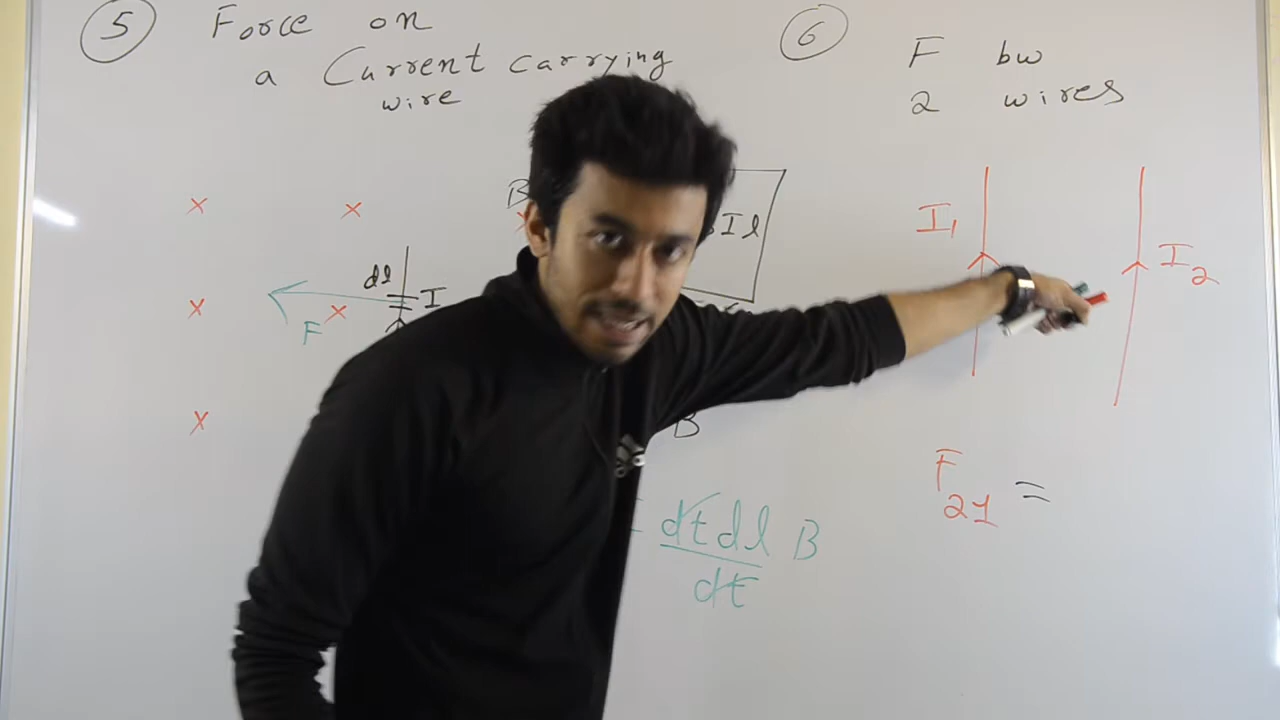 5 Force on
a Current carrying
wire
6 F bw
2 wires
x x x
B
I l
dl
I
I1
I2
x x
F
x
B
F21 =
dt dl B
dt